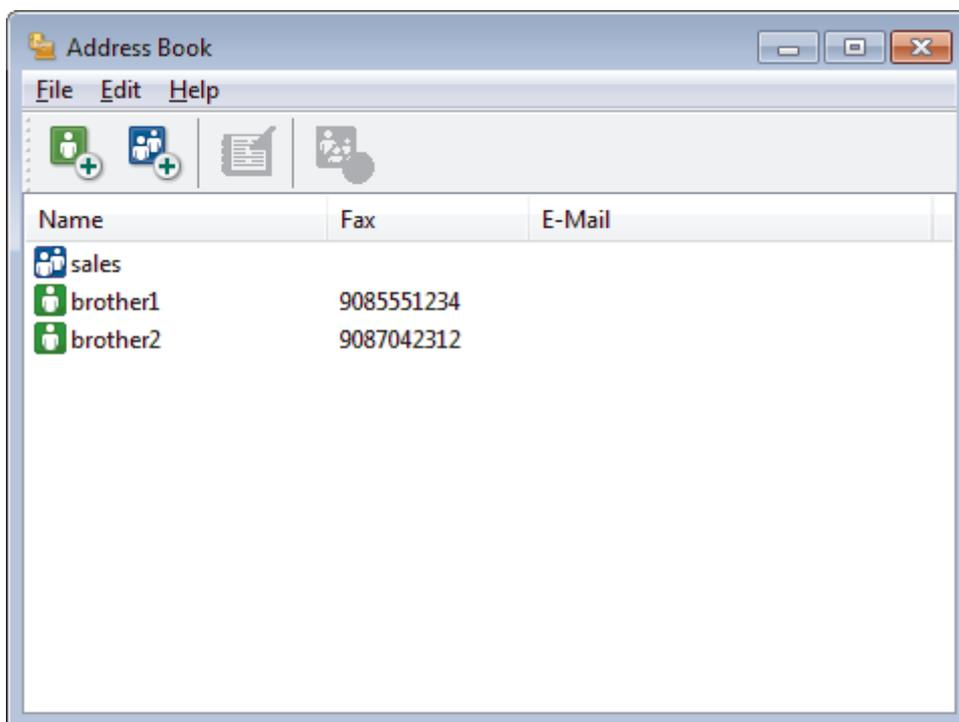 Address Book
File Edit Help
Name Fax E-Mail
sales
brother1 9085551234
brother2 9087042312